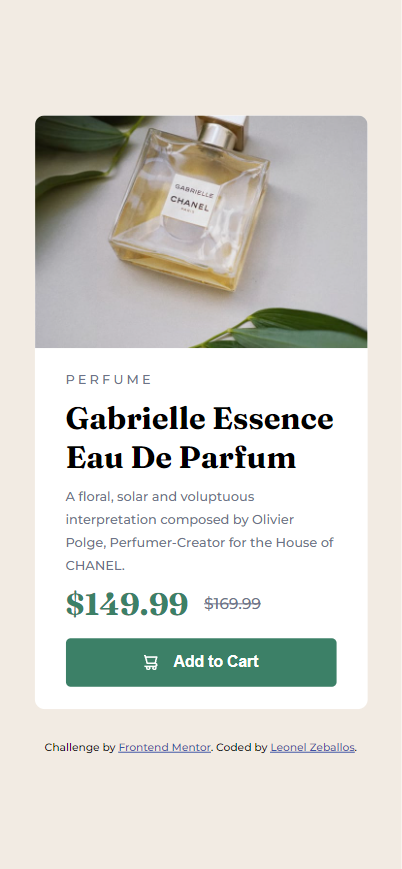 GABRIELLE
CHANEL
PARIS
PERFUME
Gabrielle Essence
Eau De Parfum
A floral, solar and voluptuous
interpretation composed by Olivier
Polge, Perfumer-Creator for the House of
CHANEL.
$149.99 $169.99
Add to Cart
Challenge by Frontend Mentor. Coded by Leonel Zeballos.